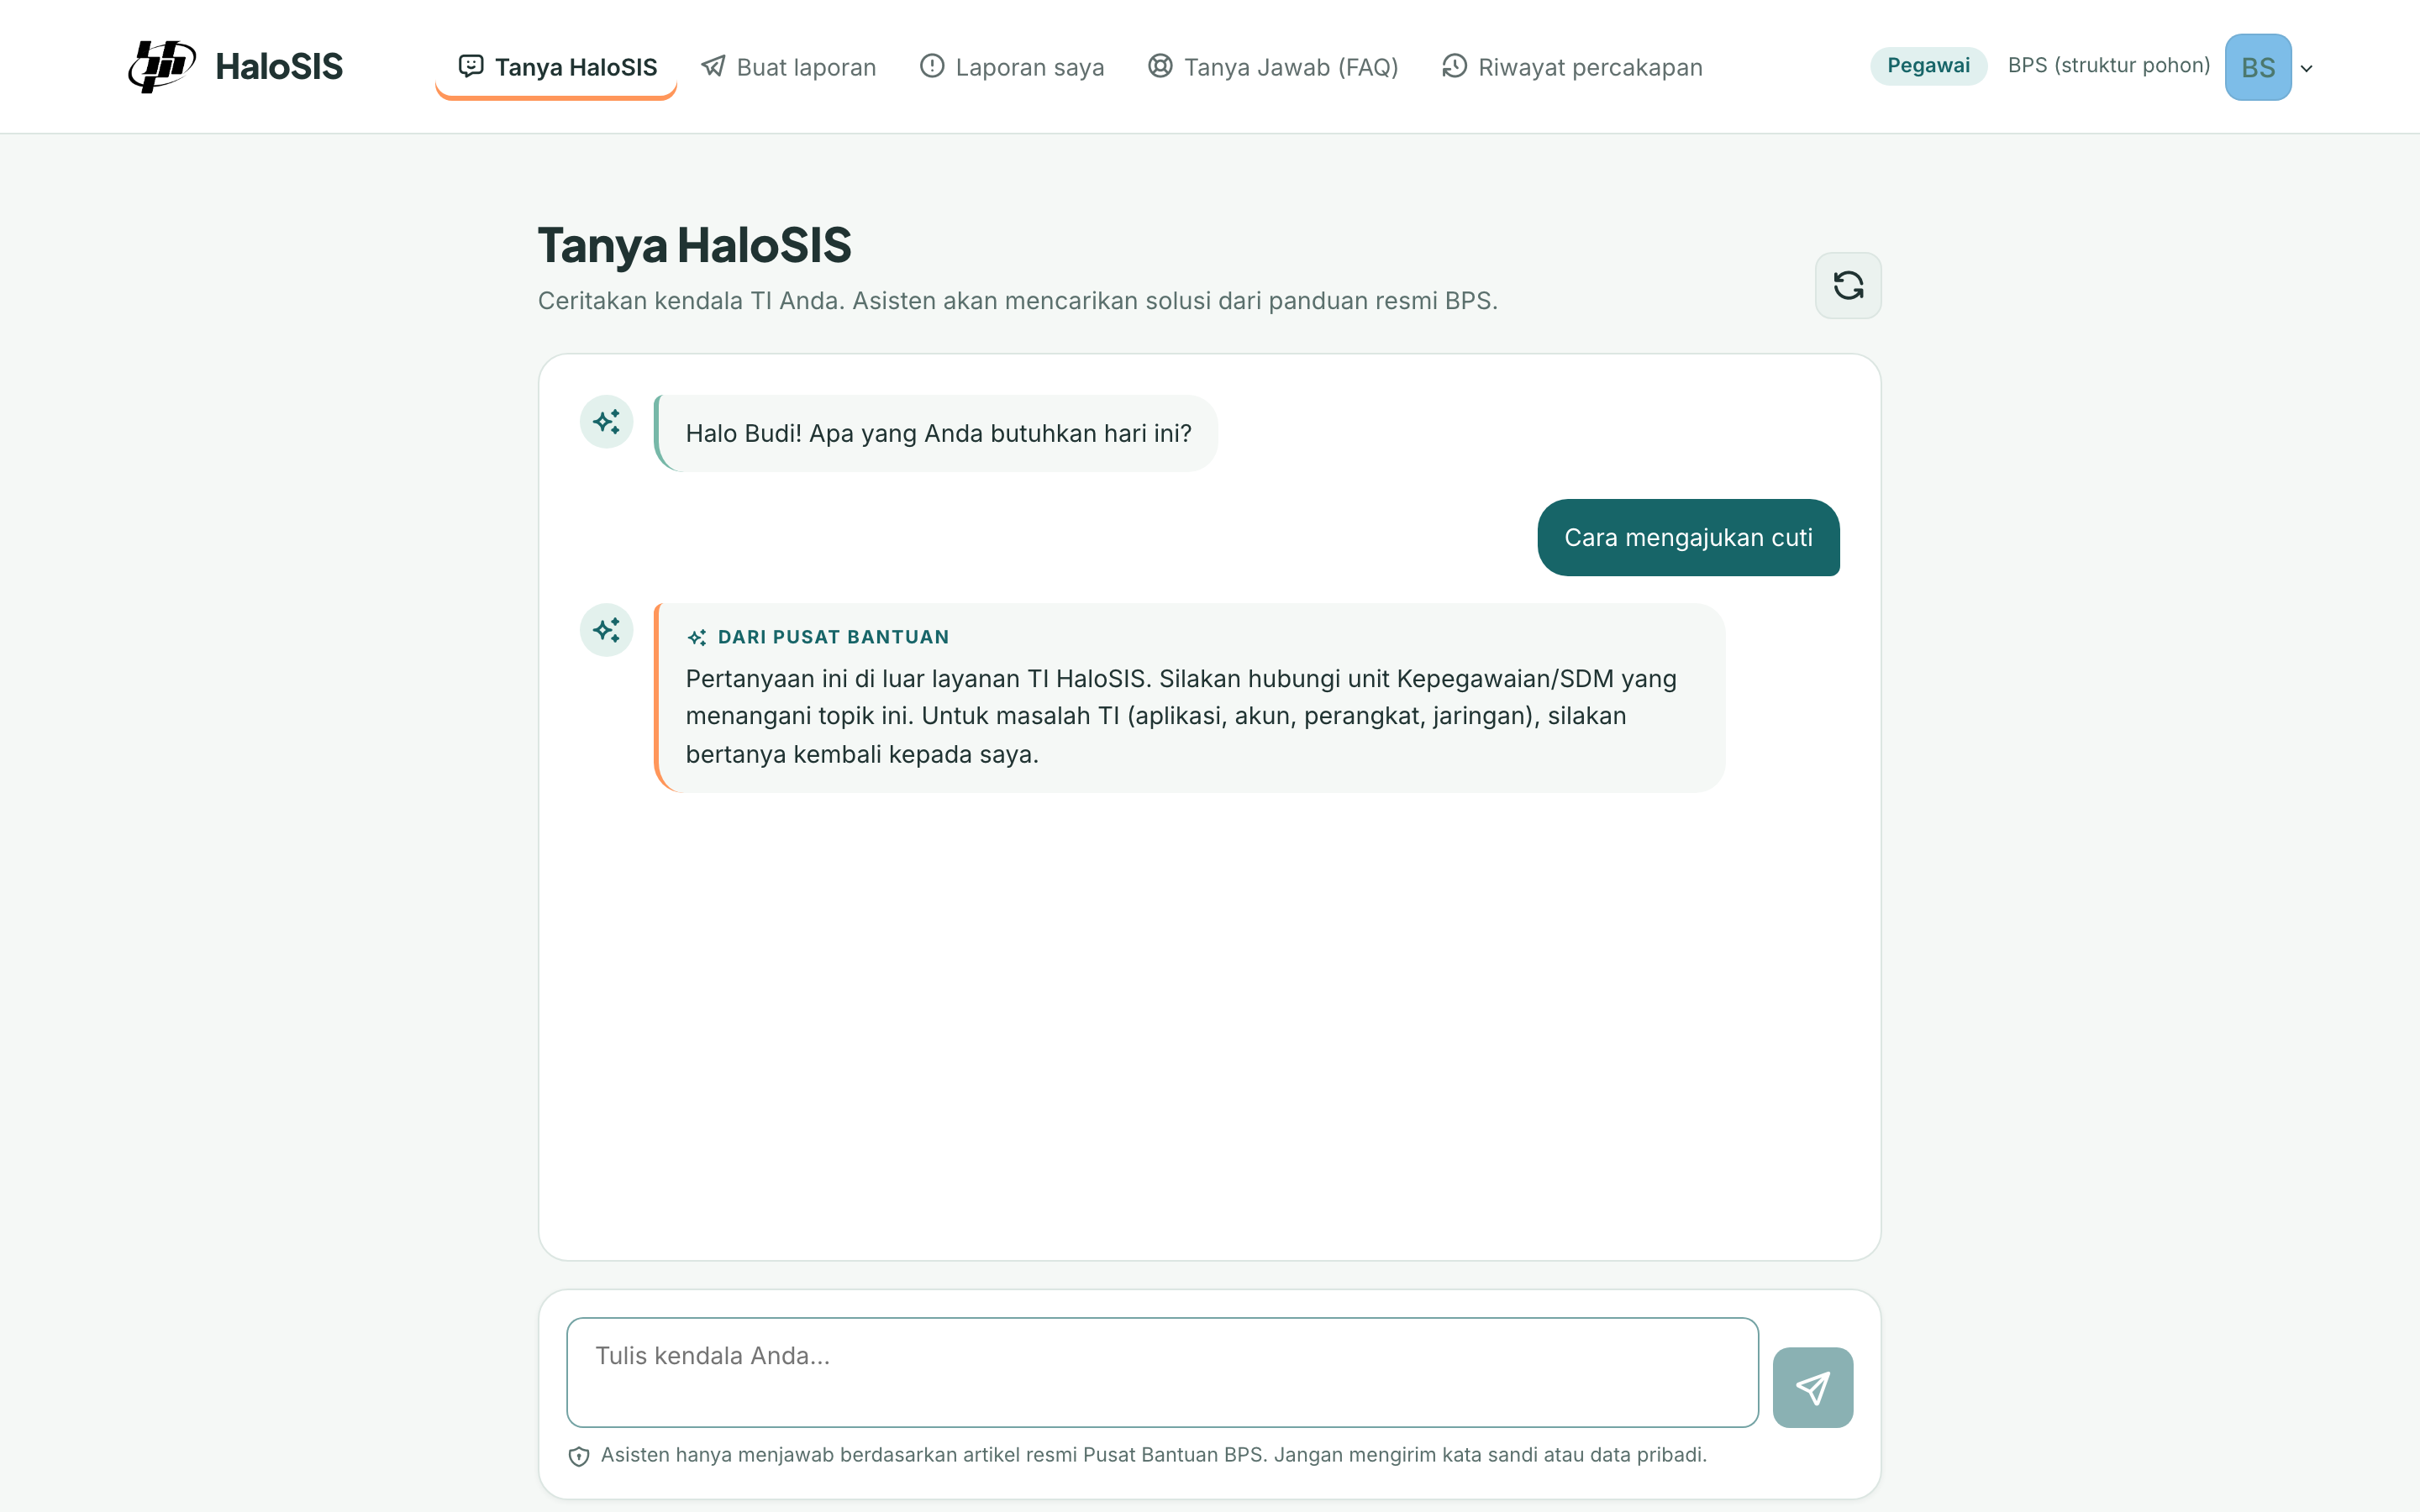 HaloSIS
Tanya HaloSIS
Buat laporan
Laporan saya
Tanya Jawab (FAQ)
Riwayat percakapan
Pegawai
BPS (struktur pohon)
BS
Tanya HaloSIS
Ceritakan kendala TI Anda. Asisten akan mencarikan solusi dari panduan resmi BPS.
Halo Budi! Apa yang Anda butuhkan hari ini?
Cara mengajukan cuti
DARI PUSAT BANTUAN
Pertanyaan ini di luar layanan TI HaloSIS. Silakan hubungi unit Kepegawaian/SDM yang
menangani topik ini. Untuk masalah TI (aplikasi, akun, perangkat, jaringan), silakan
bertanya kembali kepada saya.
Tulis kendala Anda...
Asisten hanya menjawab berdasarkan artikel resmi Pusat Bantuan BPS. Jangan mengirim kata sandi atau data pribadi.